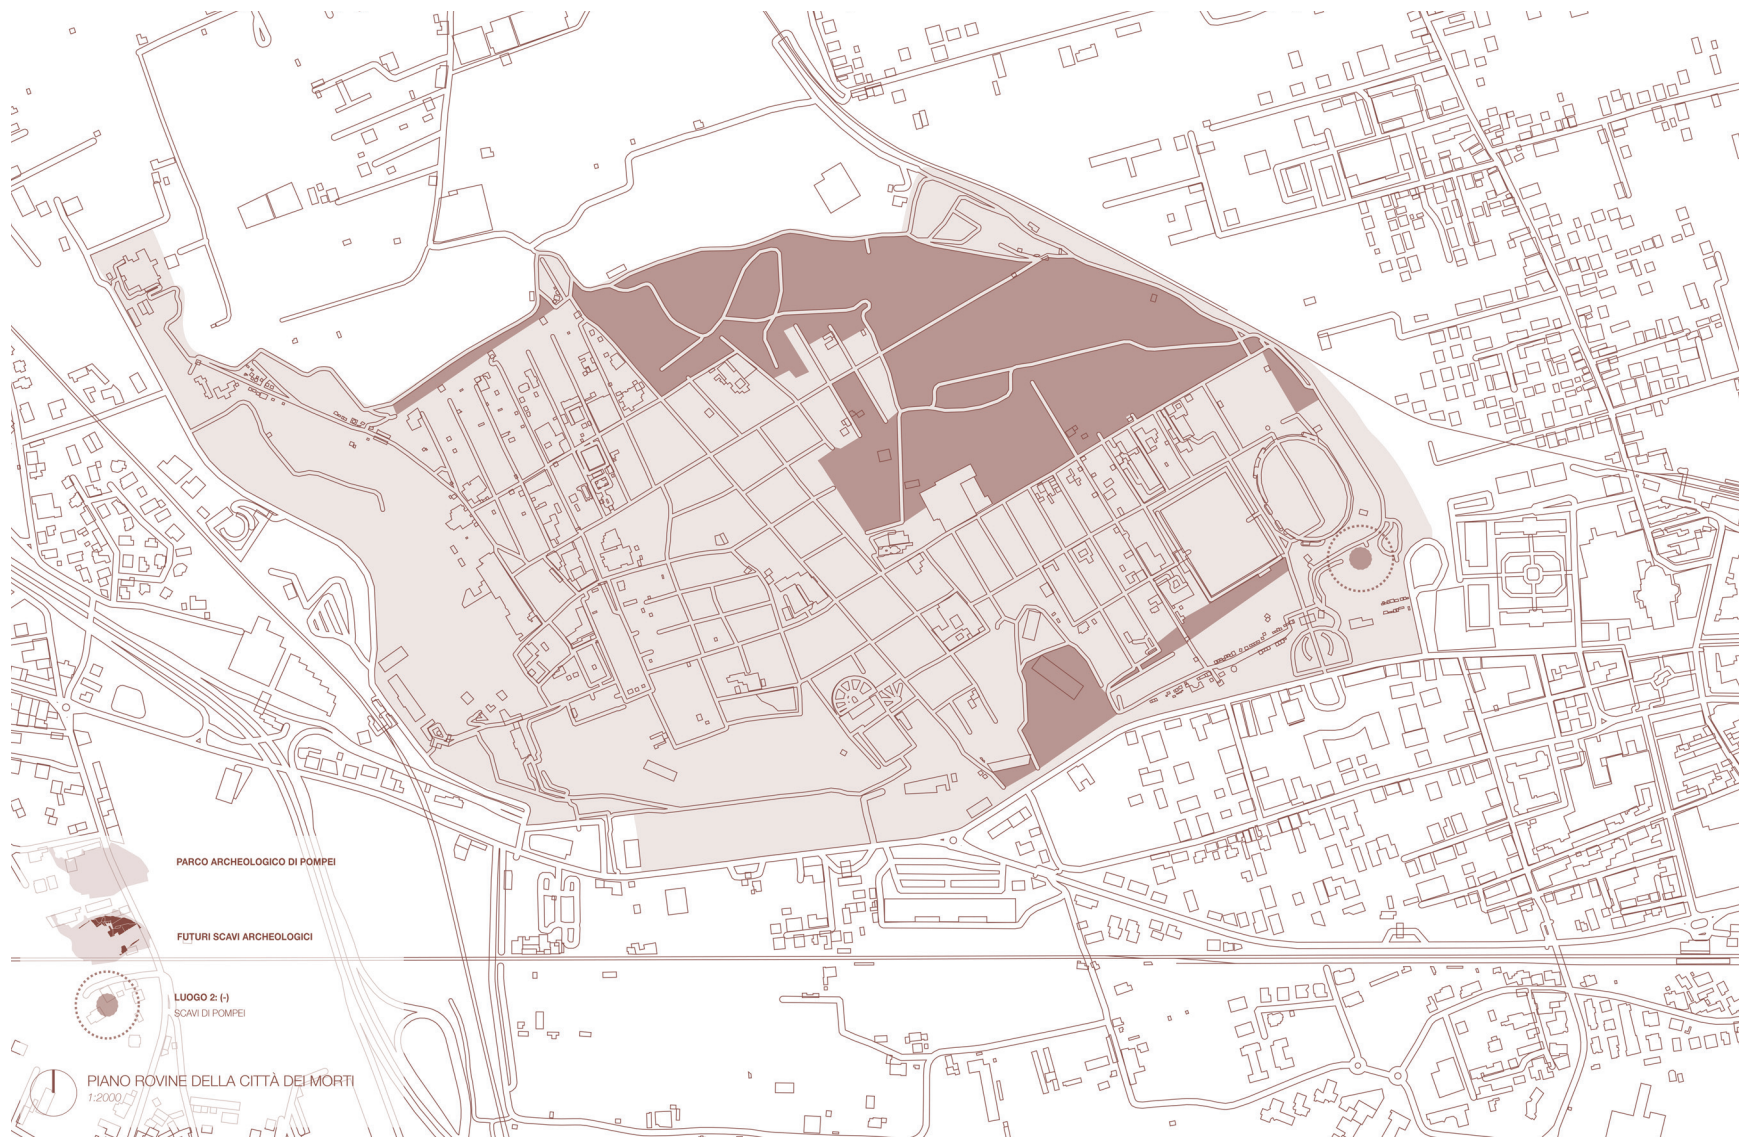 PARCO ARCHEOLOGICO DI POMPEI
FUTURI SCAVI ARCHEOLOGICI
LUOGO 2: (-)
SCAVI DI POMPEI
PIANO ROVINE DELLA CITTÀ DEI MORTI
1:2000